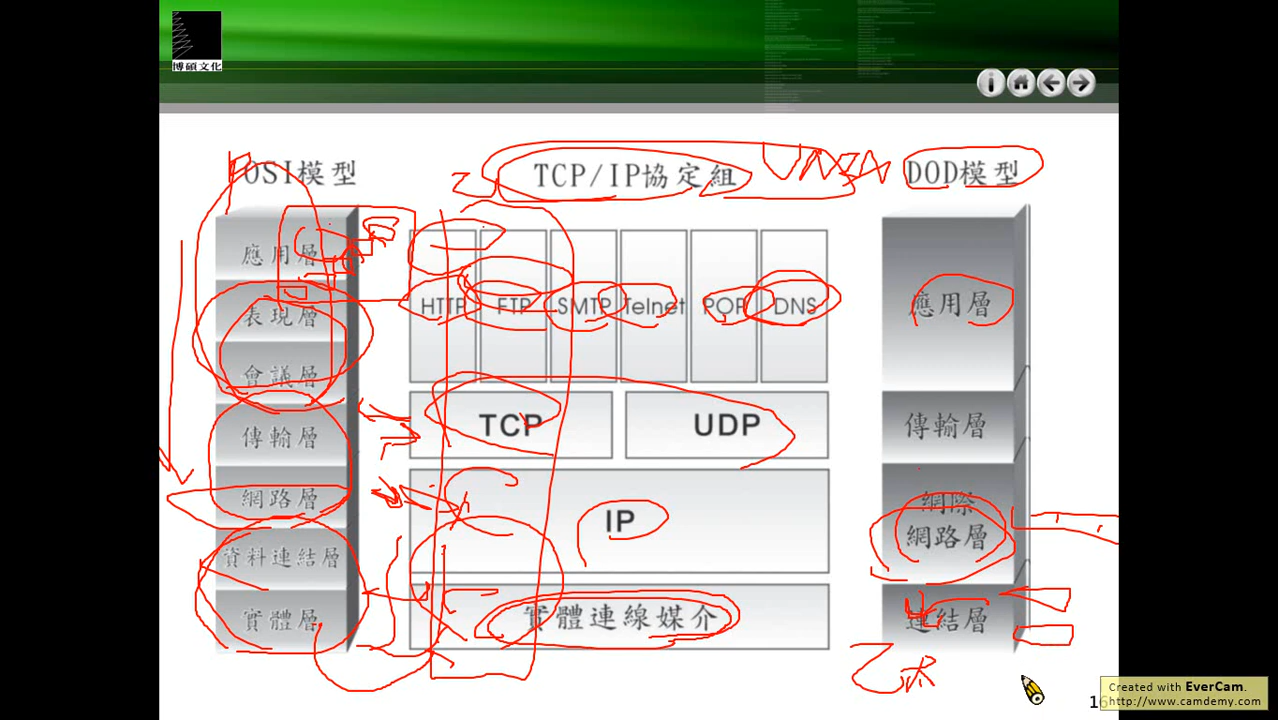 博碩文化
OSI模型
TCP/IP協定組
DOD模型
應用層
表現層
會議層
傳輸層
網路層
資料連結層
實體層
HTTP
FTP
SMTP
Telnet
POP
DNS
TCP
UDP
IP
實體連線媒介
應用層
傳輸層
網際
網路層
連結層
16
Created with EverCam.
http://www.camdemy.com